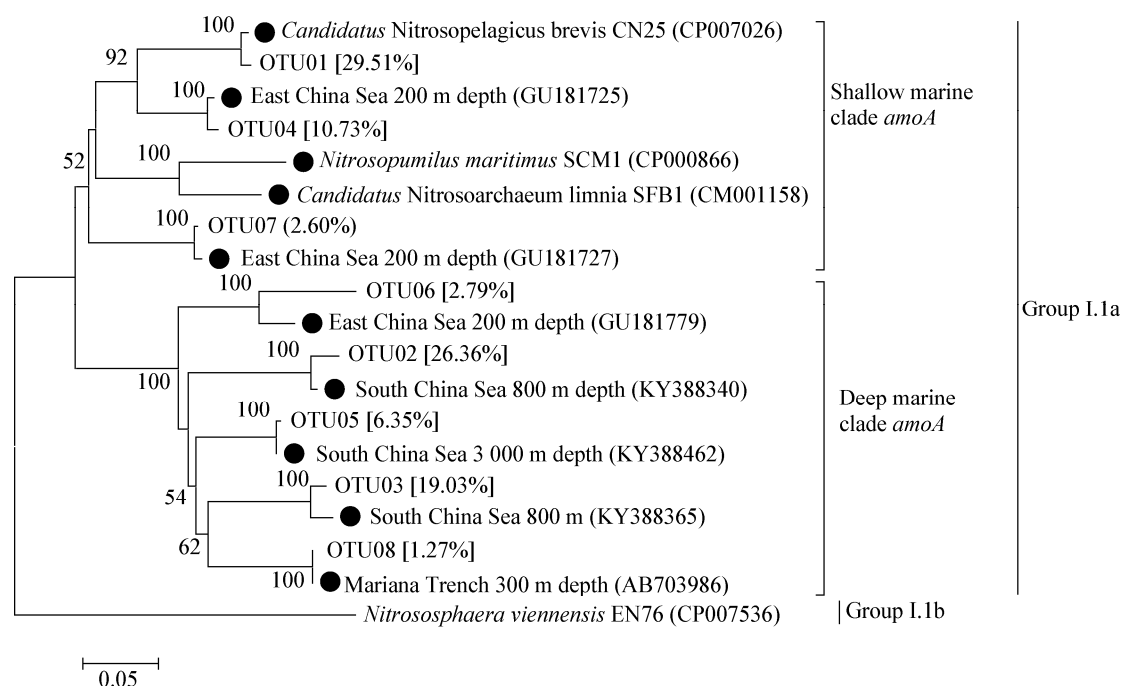 100
Candidatus Nitrosopelagicus brevis CN25 (CP007026)
92
OTU01 [29.51%]
100
East China Sea 200 m depth (GU181725)
Shallow marine
clade amoA
OTU04 [10.73%]
52
100
Nitrosopumilus maritimus SCM1 (CP000866)
Candidatus Nitrosoarchaeum limnia SFB1 (CM001158)
100
OTU07 (2.60%)
East China Sea 200 m depth (GU181727)
100
OTU06 [2.79%]
Group I.1a
East China Sea 200 m depth (GU181779)
100
OTU02 [26.36%]
100
South China Sea 800 m depth (KY388340)
Deep marine
clade amoA
100
OTU05 [6.35%]
South China Sea 3 000 m depth (KY388462)
100
OTU03 [19.03%]
54
South China Sea 800 m (KY388365)
62
OTU08 [1.27%]
100
Mariana Trench 300 m depth (AB703986)
Nitrososphaera viennensis EN76 (CP007536)
Group I.1b
0.05